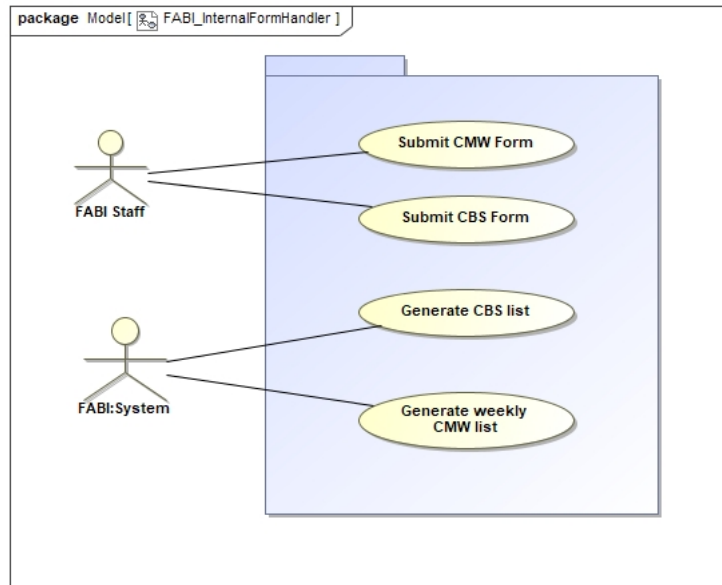 package Model[ FABI_InternalFormHandler ]
Submit CMW Form
FABI Staff
Submit CBS Form
Generate CBS list
FABI:System
Generate weekly
CMW list